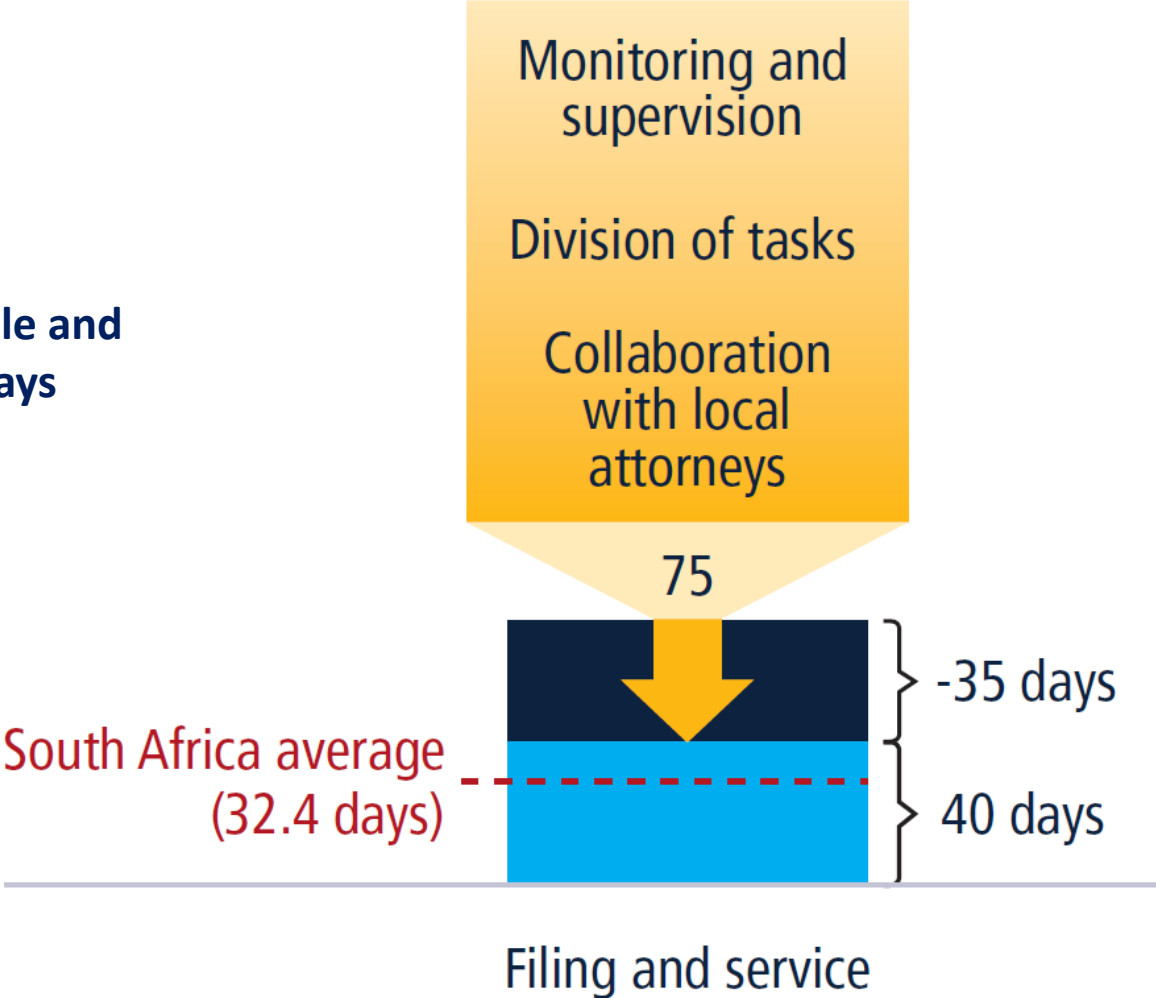 Monitoring and
supervision
Division of tasks
le and
ays
Collaboration
with local
attorneys
75
-35 days
South Africa average
(32.4 days)
40 days
Filing and service